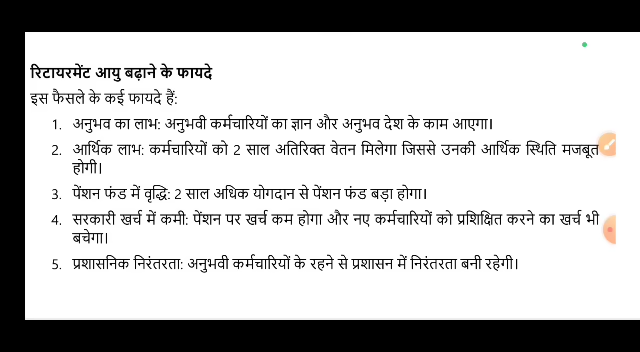 रिटायरमेंट आयु बढ़ाने के फायदे
इस फैसले के कई फायदे हैं:
1. अनुभव का लाभ: अनुभवी कर्मचारियों का ज्ञान और अनुभव देश के काम आएगा।
2. आर्थिक लाभ: कर्मचारियों को 2 साल अतिरिक्त वेतन मिलेगा जिससे उनकी आर्थिक स्थिति मजबूत
होगी।
3. पेंशन फंड में वृद्धि: 2 साल अधिक योगदान से पेंशन फंड बड़ा होगा।
4. सरकारी खर्च में कमी: पेंशन पर खर्च कम होगा और नए कर्मचारियों को प्रशिक्षित करने का खर्च भी
बचेगा।
5. प्रशासनिक निरंतरता: अनुभवी कर्मचारियों के रहने से प्रशासन में निरंतरता बनी रहेगी।